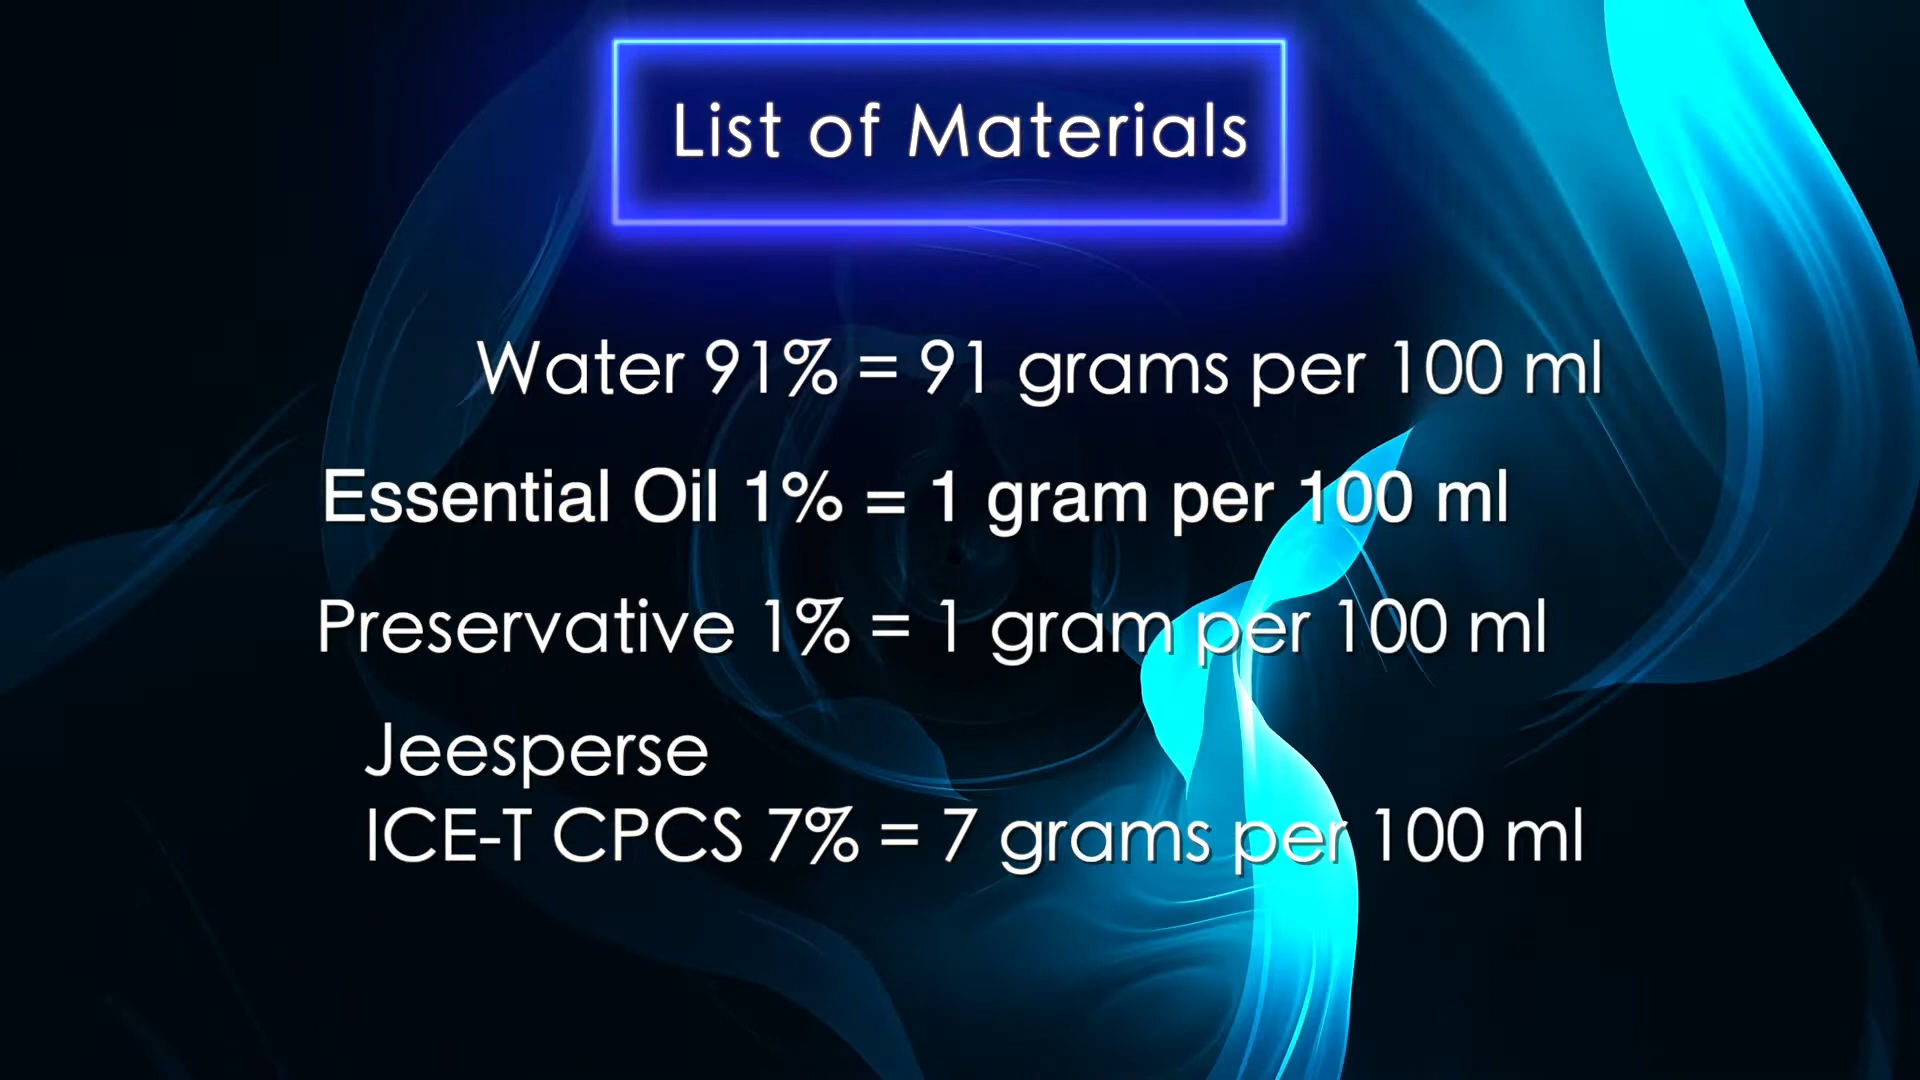 List of Materials
Water 91% = 91 grams per 100 ml
Essential Oil 1% = 1 gram per 100 ml
Preservative 1% = 1 gram per 100 ml
Jeesperse
ICE-T CPCS 7% = 7 grams per 100 ml